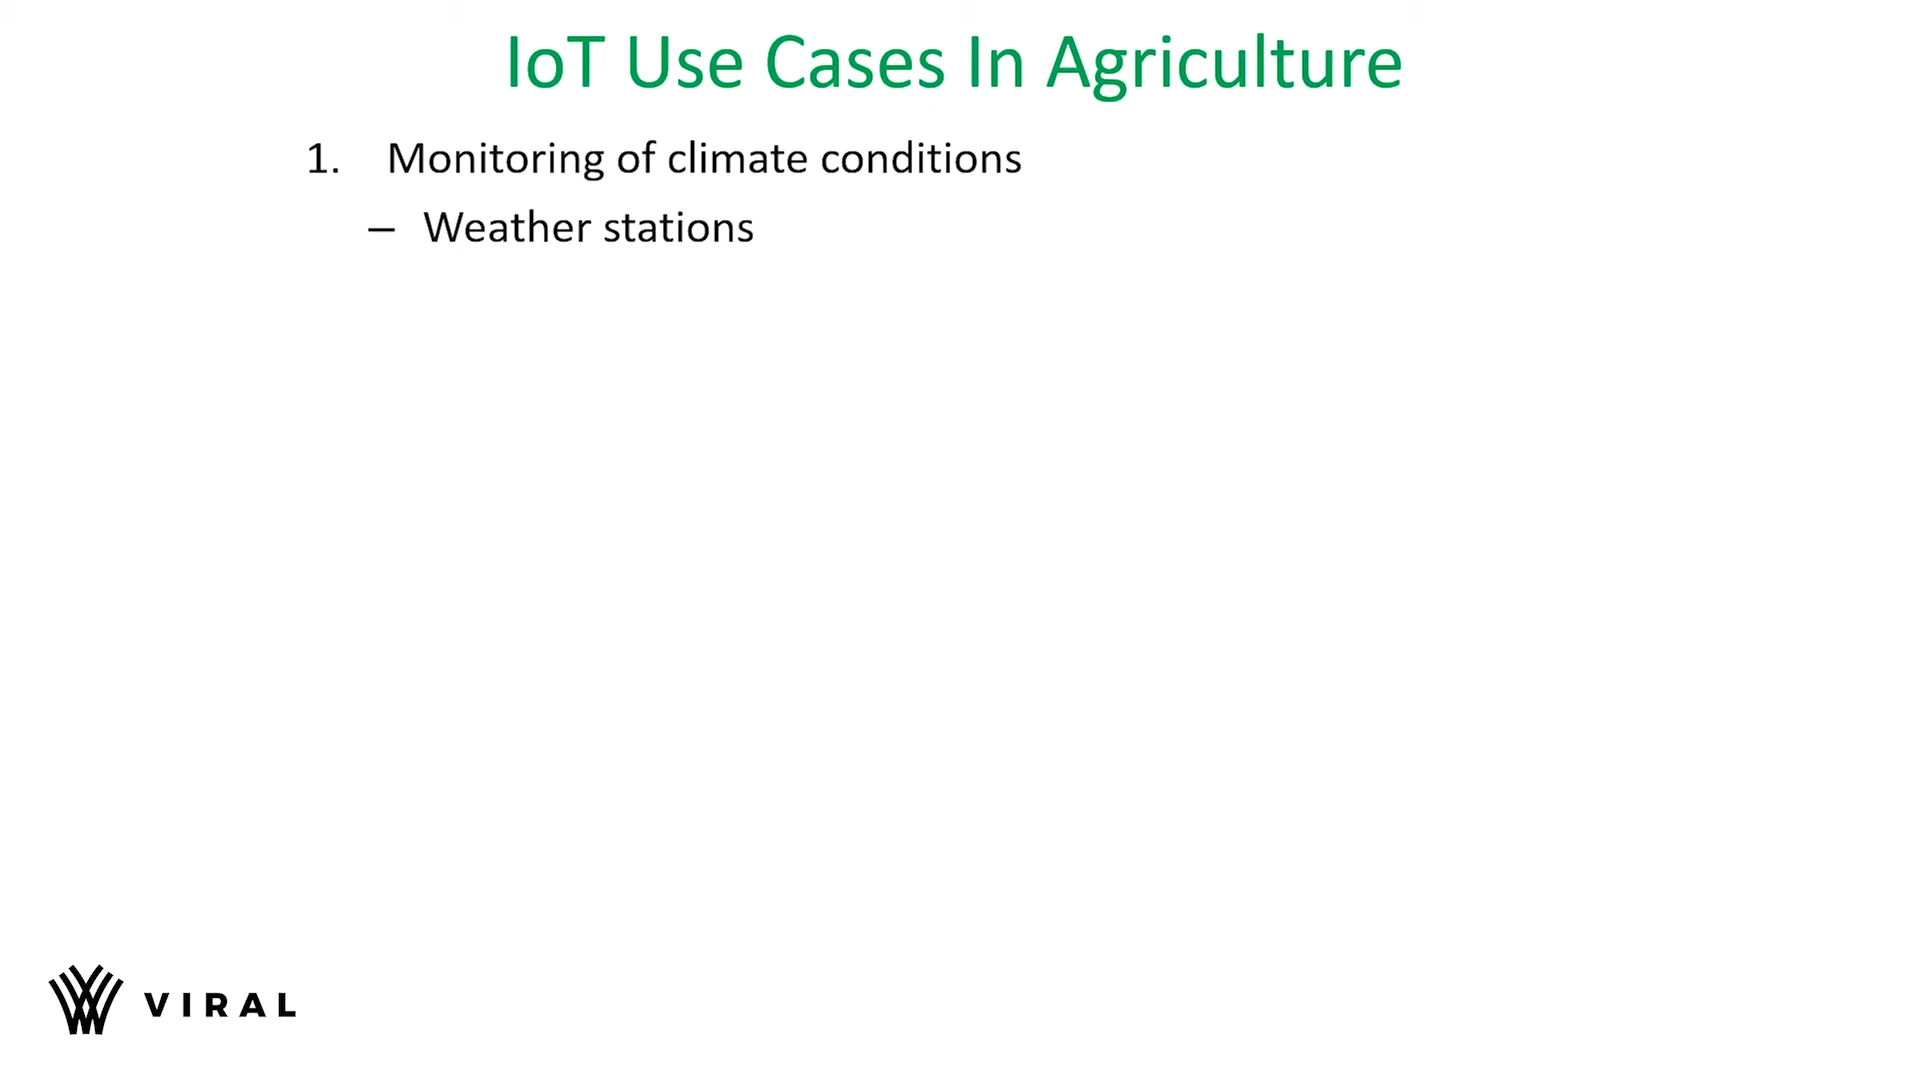 IoT Use Cases In Agriculture
1. Monitoring of climate conditions
– Weather stations
VIRAL